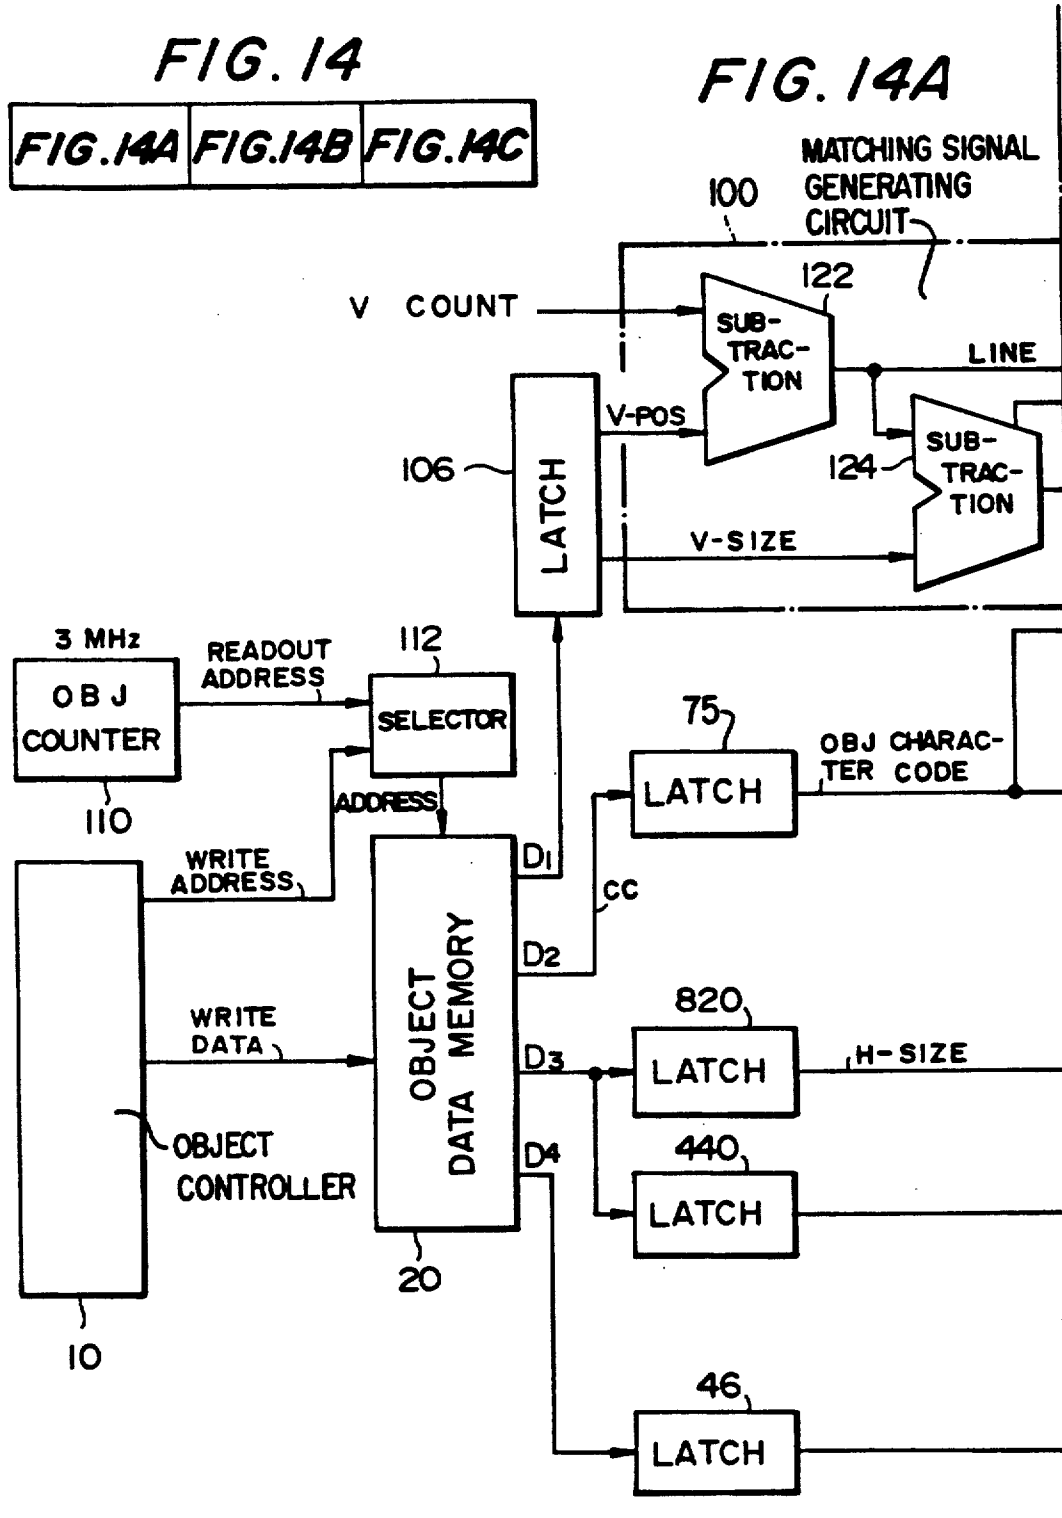 FIG. 14
FIG. 14A
FIG. 14B
FIG. 14C
FIG. 14A
MATCHING SIGNAL
GENERATING
CIRCUIT
100
122
V COUNT
SUB-
TRAC-
TION
LINE
V-POS
106
LATCH
124
SUB-
TRAC-
TION
V-SIZE
3 MHz
OBJ
COUNTER
110
READOUT
ADDRESS
112
SELECTOR
ADDRESS
75
LATCH
OBJ CHARAC-
TER CODE
WRITE
ADDRESS
D1
CC
D2
OBJECT
DATA MEMORY
WRITE
DATA
D3
820
LATCH
H-SIZE
OBJECT
CONTROLLER
D4
440
LATCH
20
10
46
LATCH